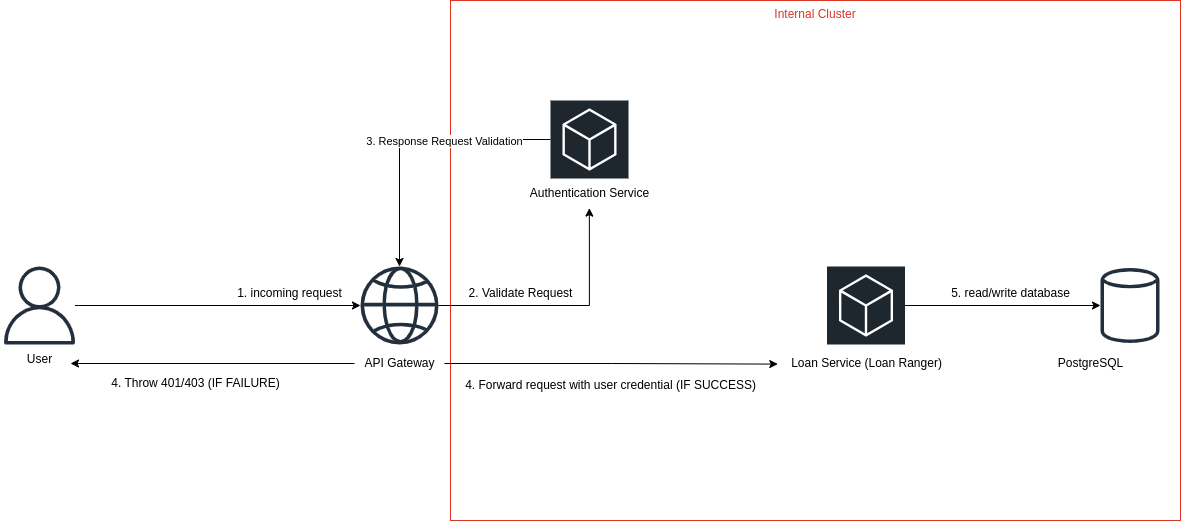 Internal Cluster
3. Response Request Validation
Authentication Service
1. incoming request
2. Validate Request
5. read/write database
User
API Gateway
Loan Service (Loan Ranger)
PostgreSQL
4. Throw 401/403 (IF FAILURE)
4. Forward request with user credential (IF SUCCESS)